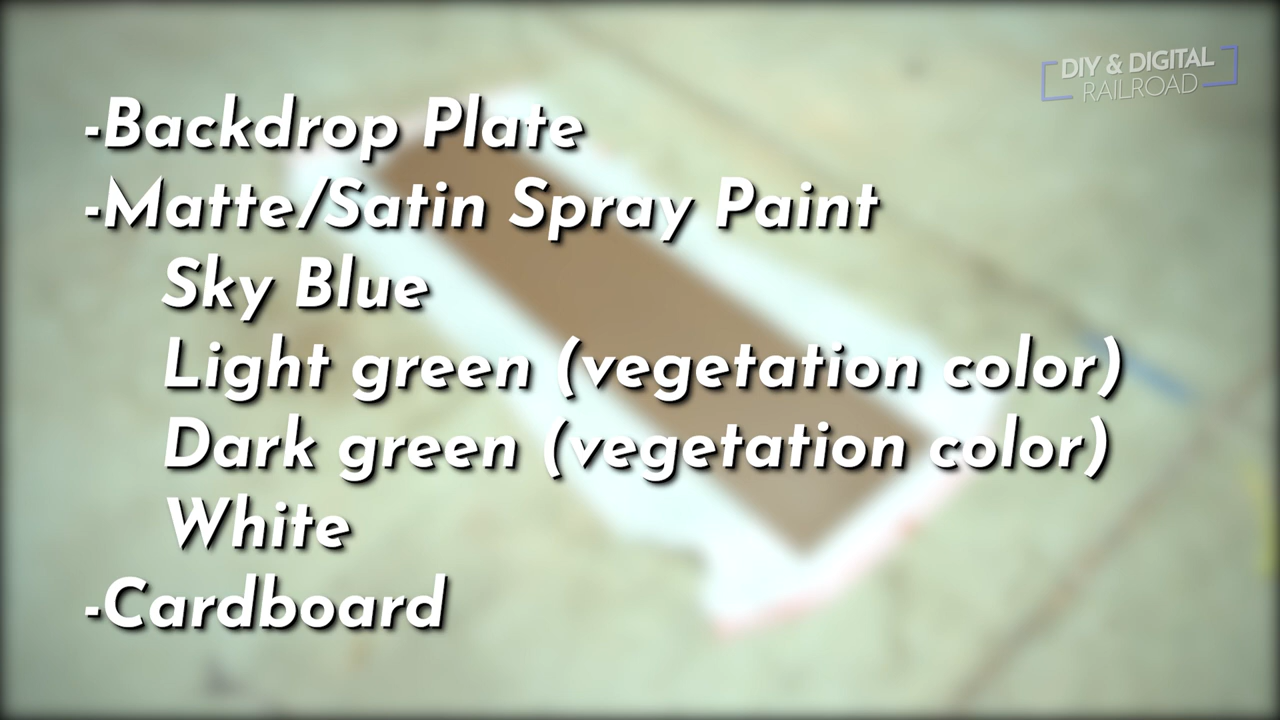 DIY & DIGITAL
RAILROAD
-Backdrop Plate
-Matte/Satin Spray Paint
Sky Blue
Light green (vegetation color)
Dark green (vegetation color)
White
-Cardboard